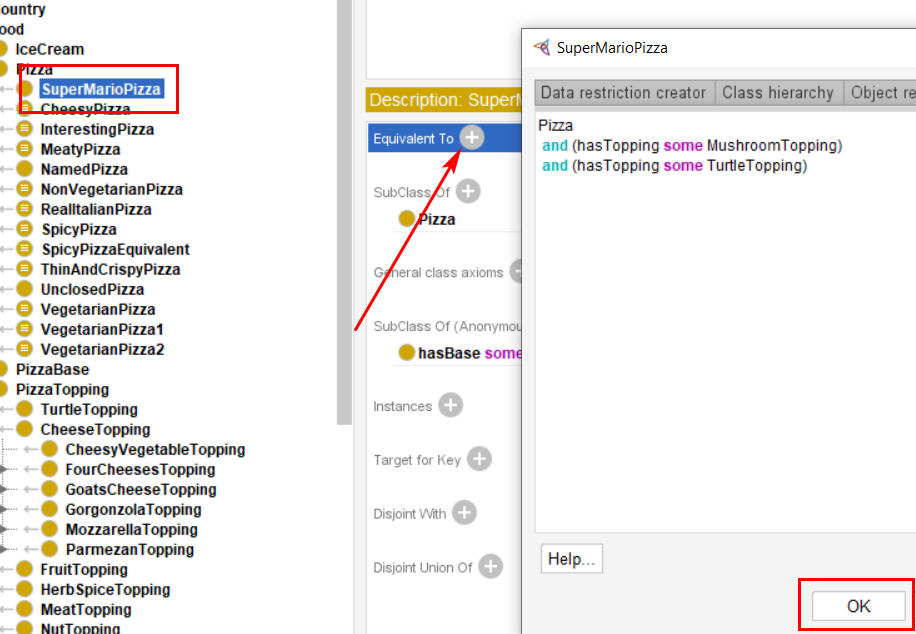 ountry
ood
IceCream
Pizza
SuperMarioPizza
CheesyPizza
InterestingPizza
MeatyPizza
NamedPizza
NonVegetarianPizza
RealItalianPizza
SpicyPizza
SpicyPizzaEquivalent
ThinAndCrispyPizza
UnclosedPizza
VegetarianPizza
VegetarianPizza1
VegetarianPizza2
PizzaBase
PizzaTopping
TurtleTopping
CheeseTopping
CheesyVegetableTopping
FourCheesesTopping
GoatsCheeseTopping
GorgonzolaTopping
MozzarellaTopping
ParmezanTopping
FruitTopping
HerbSpiceTopping
MeatTopping
NutTopping
Description: SuperM
Equivalent To
SubClass Of
Pizza
General class axioms
SubClass Of (Anonymou
hasBase some
Instances
Target for Key
Disjoint With
Disjoint Union Of
SuperMarioPizza
Data restriction creator Class hierarchy Object re
Pizza
and (hasTopping some MushroomTopping)
and (hasTopping some TurtleTopping)
Help...
OK